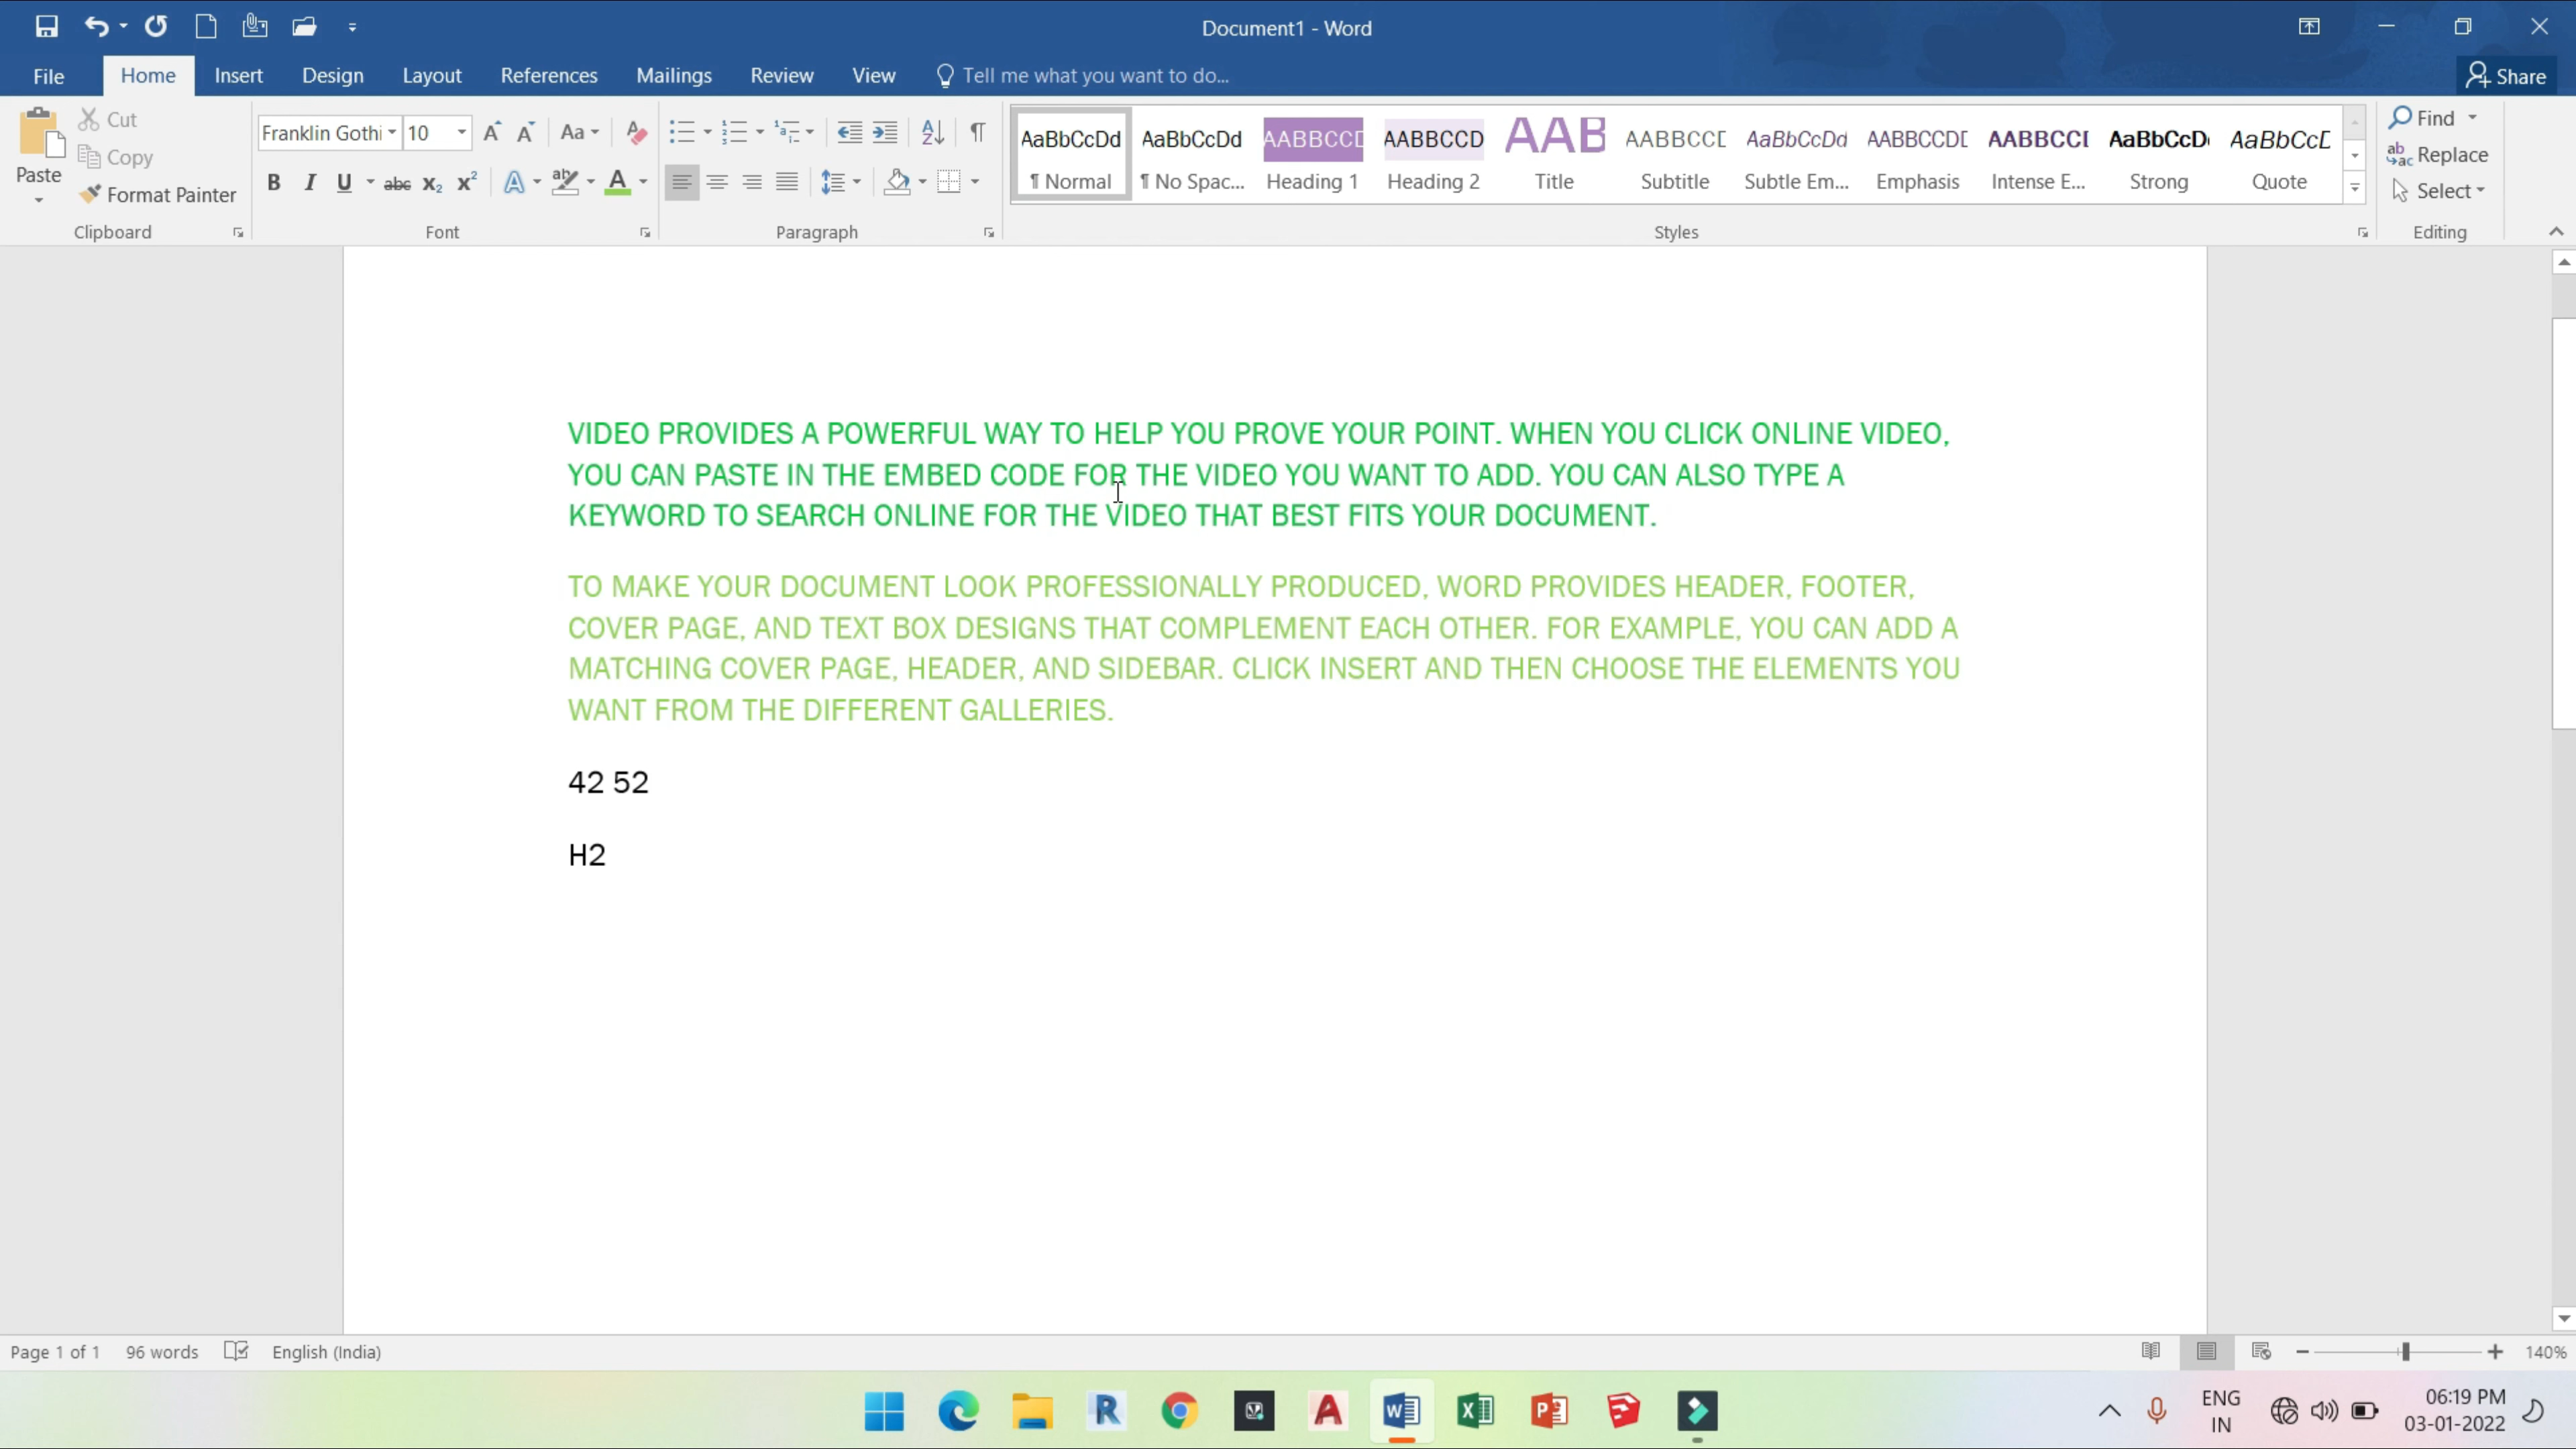 Document1 - Word
File Home Insert Design Layout References Mailings Review View Tell me what you want to do... Share
Paste Cut Copy Format Painter
Clipboard
Franklin Gothi 10
Font
Paragraph
AaBbCcDd AaBbCcDd AABBCCD AABBCCD AAB AABBCCD AaBbCcDd AABBCCDD AABBCCI AaBbCcDd AaBbCcD
¶ Normal ¶ No Spac... Heading 1 Heading 2 Title Subtitle Subtle Em... Emphasis Intense E... Strong Quote
Styles
Find
Replace
Select
Editing
VIDEO PROVIDES A POWERFUL WAY TO HELP YOU PROVE YOUR POINT. WHEN YOU CLICK ONLINE VIDEO,
YOU CAN PASTE IN THE EMBED CODE FOR THE VIDEO YOU WANT TO ADD. YOU CAN ALSO TYPE A
KEYWORD TO SEARCH ONLINE FOR THE VIDEO THAT BEST FITS YOUR DOCUMENT.
TO MAKE YOUR DOCUMENT LOOK PROFESSIONALLY PRODUCED, WORD PROVIDES HEADER, FOOTER,
COVER PAGE, AND TEXT BOX DESIGNS THAT COMPLEMENT EACH OTHER. FOR EXAMPLE, YOU CAN ADD A
MATCHING COVER PAGE, HEADER, AND SIDEBAR. CLICK INSERT AND THEN CHOOSE THE ELEMENTS YOU
WANT FROM THE DIFFERENT GALLERIES.
42 52
H2
Page 1 of 1 96 words English (India) 140%
ENG
IN
06:19 PM
03-01-2022